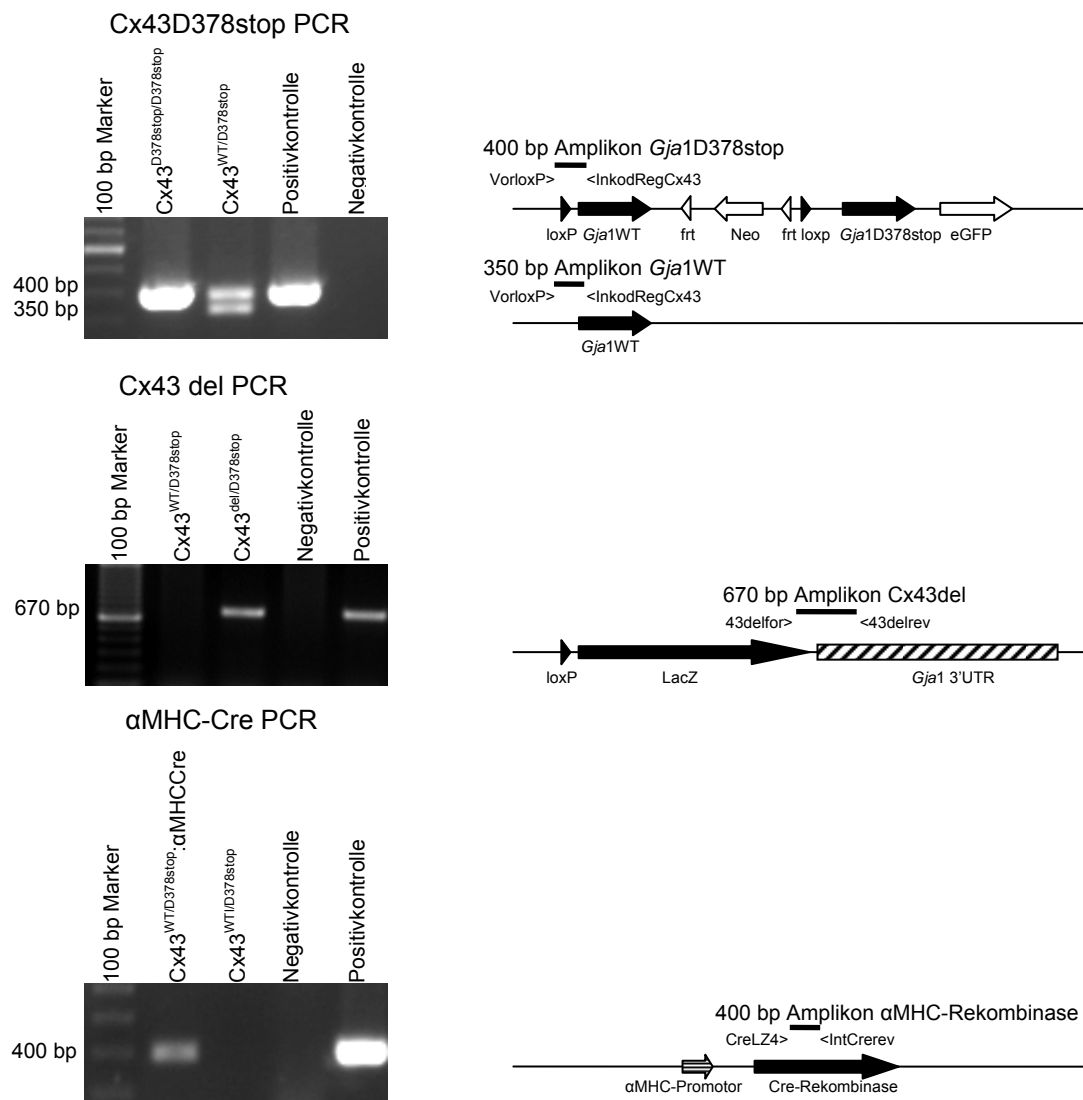 Cx43D378stop PCR
100 bp Marker
Cx43D378stop/D378stop
Cx43WT/D378stop
Positivkontrolle
Negativkontrolle
400 bp
350 bp
400 bp Amplikon Gja1D378stop
VorloxP> <InkodRegCx43
loxP Gja1WT frt Neo frt loxp Gja1D378stop eGFP
350 bp Amplikon Gja1WT
VorloxP> <InkodRegCx43
Gja1WT
Cx43 del PCR
100 bp Marker
Cx43WT/D378stop
Cx43del/D378stop
Negativkontrolle
Positivkontrolle
670 bp
670 bp Amplikon Cx43del
43delfor> <43delrev
loxP LacZ Gja1 3'UTR
αMHC-Cre PCR
100 bp Marker
Cx43WT/D378stop:αMHCCre
Cx43WTl/D378stop
Negativkontrolle
Positivkontrolle
400 bp
400 bp Amplikon αMHC-Rekombinase
CreLZ4> <IntCrerev
αMHC-Promotor Cre-Rekombinase